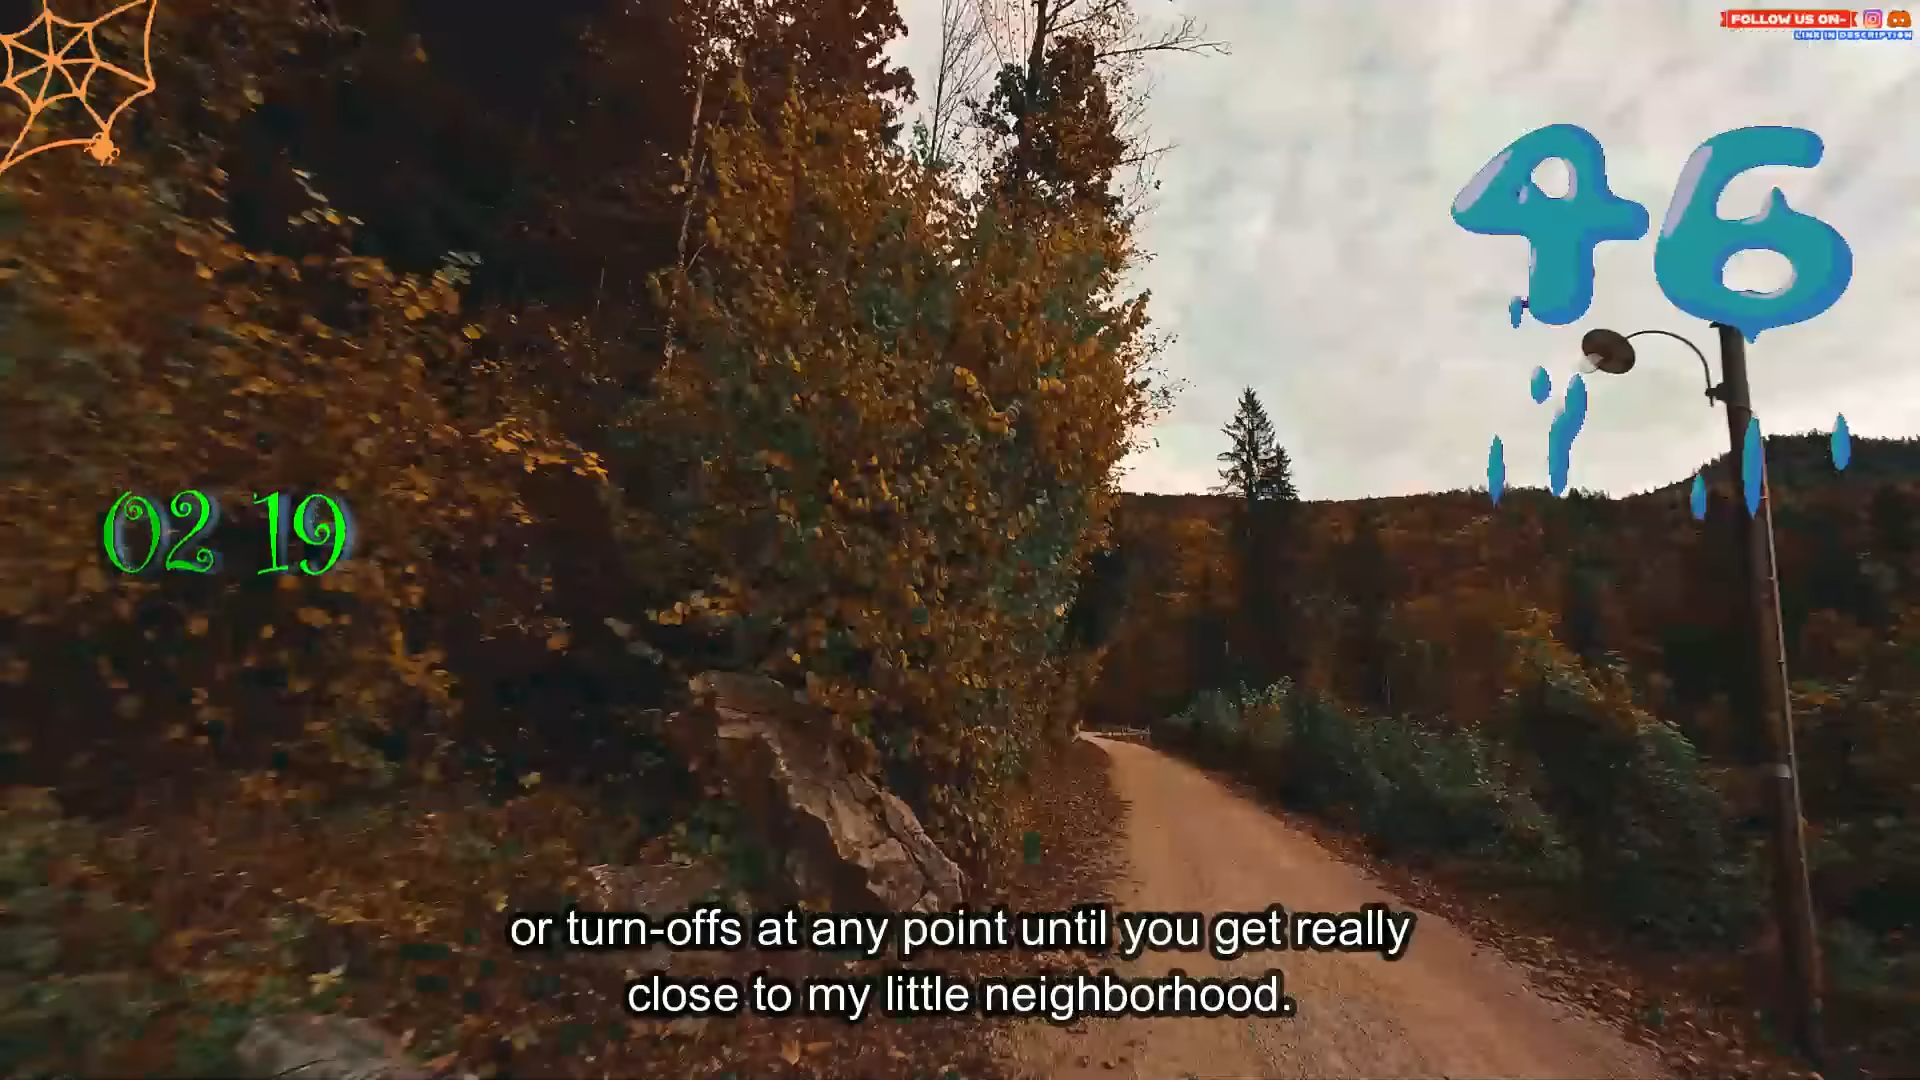 FOLLOW US ON-
LINK IN DESCRIPTION
46
02 19
or turn-offs at any point until you get really
close to my little neighborhood.